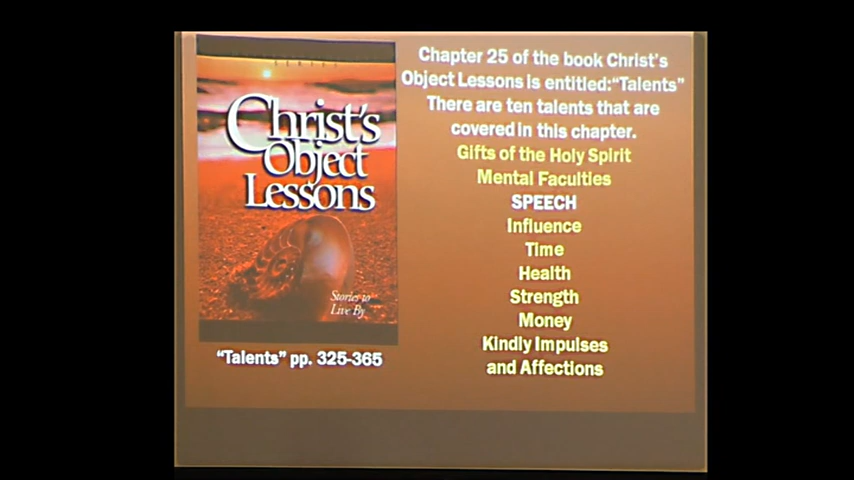 Christ's
Object
Lessons
Stories to
Live By
"Talents" pp. 325-365
Chapter 25 of the book Christ's
Object Lessons is entitled:"Talents"
There are ten talents that are
covered in this chapter.
Gifts of the Holy Spirit
Mental Faculties
SPEECH
Influence
Time
Health
Strength
Money
Kindly Impulses
and Affections